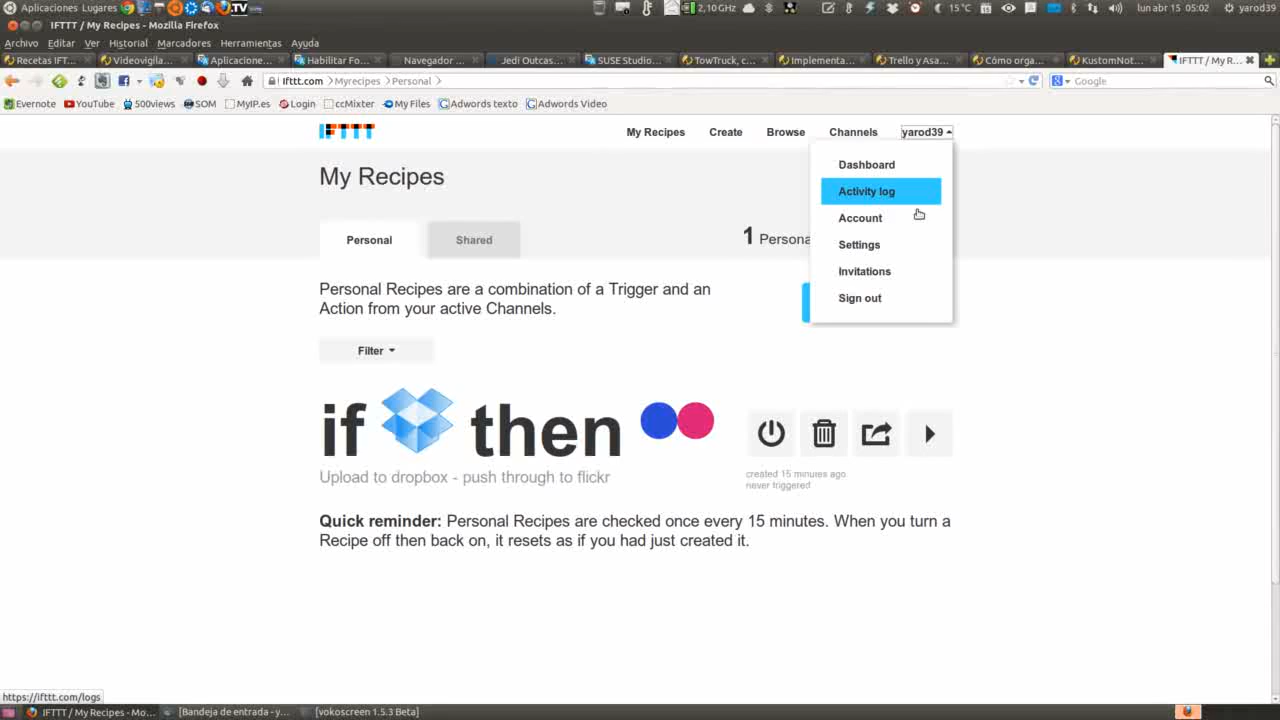 Aplicaciones Lugares TV 2,10 GHz 15 °C lun abr 15 05:02 yarod39
IFTTT / My Recipes - Mozilla Firefox
Archivo Editar Ver Historial Marcadores Herramientas Ayuda
Recetas IFT... Videovigila... Aplicacione... Habilitar Fo... Navegador ... Jedi Outcas... SUSE Studio... TowTruck, c... Implementa... Trello y Asa... Cómo orga... KustomNot... IFTTT / My R...
Ifttt.com Myrecipes Personal Google
Evernote YouTube 500views SOM MyIP.es Login ccMixter My Files Adwords texto Adwords Video
IFTTT My Recipes Create Browse Channels yarod39
Dashboard
My Recipes
Activity log
Account
Personal Shared 1 Persona
Settings
Invitations
Personal Recipes are a combination of a Trigger and an
Action from your active Channels.
Sign out
Filter
if then
Upload to dropbox - push through to flickr
created 15 minutes ago
never triggered
Quick reminder: Personal Recipes are checked once every 15 minutes. When you turn a
Recipe off then back on, it resets as if you had just created it.
https://ifttt.com/logs
IFTTT / My Recipes - Mo... [Bandeja de entrada - y... [vokoscreen 1.5.3 Beta]